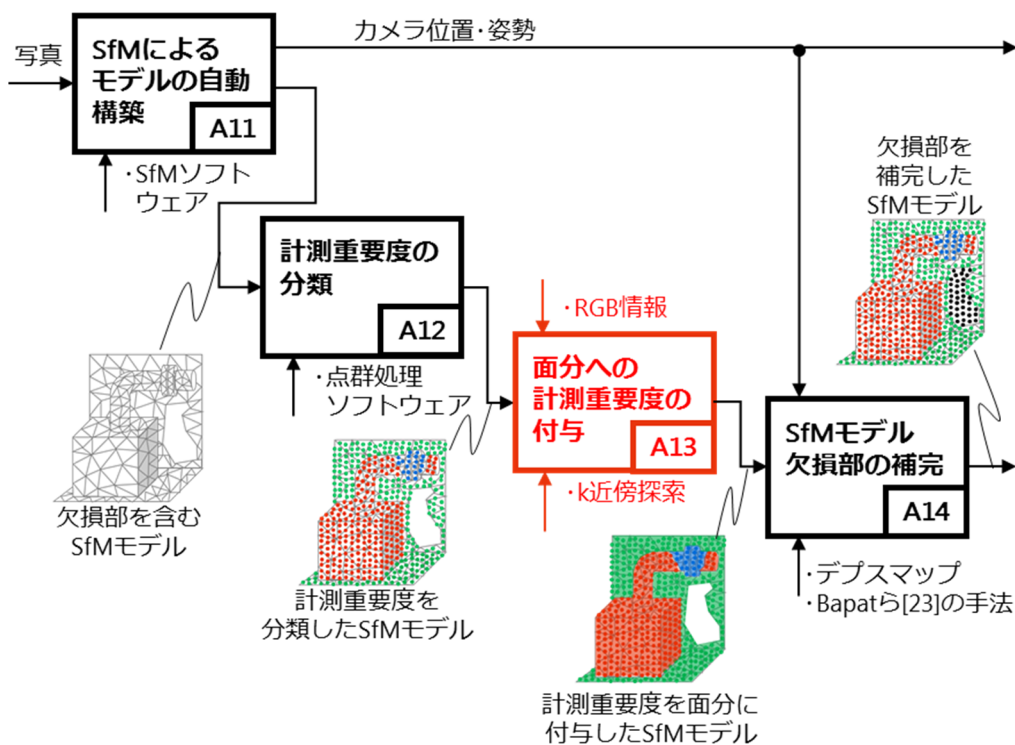 写真
SfMによる
モデルの自動
構築
A11
カメラ位置・姿勢
・SfMソフト
ウェア
計測重要度の
分類
A12
・点群処理
ソフトウェア
・RGB情報
面分への
計測重要度の
付与
A13
・k近傍探索
欠損部を
補完した
SfMモデル
SfMモデル
欠損部の補完
A14
・デプスマップ
・Bapatら[23]の手法
欠損部を含む
SfMモデル
計測重要度を
分類したSfMモデル
計測重要度を面分に
付与したSfMモデル